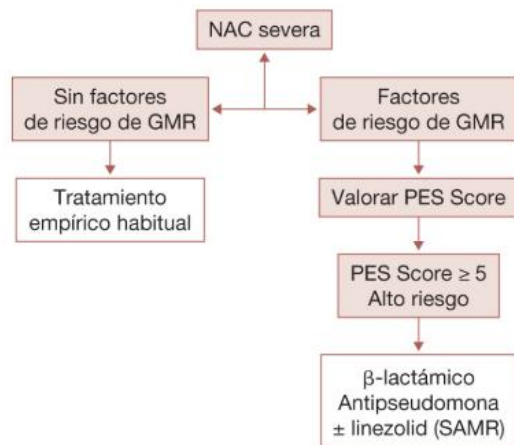 NAC severa
Sin factores
de riesgo de GMR
Factores
de riesgo de GMR
Tratamiento
empírico habitual
Valorar PES Score
PES Score ≥ 5
Alto riesgo
β-lactámico
Antipseudomona
± linezolid (SAMR)